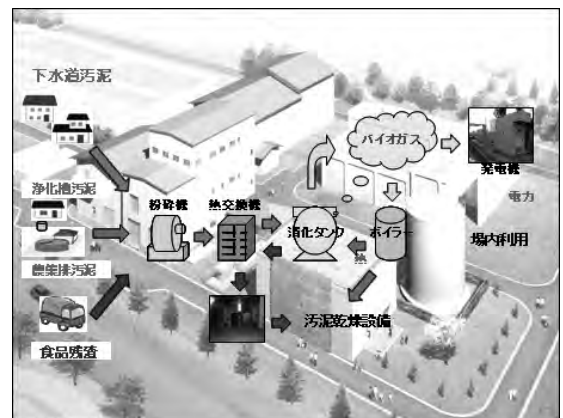 下水道汚泥
浄化槽汚泥
農集排汚泥
食品残渣
粉砕機
熱交換機
消化タンク
バイオガス
ボイラー
熱
発電機
電力
場内利用
汚泥乾燥設備